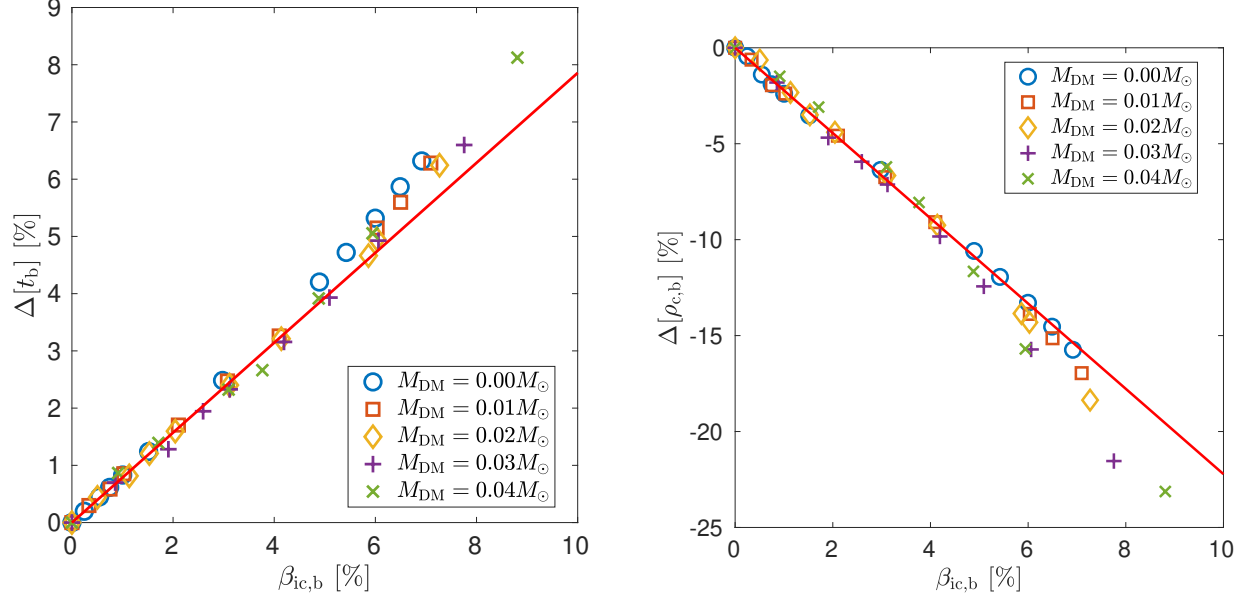 9
8
7
6
5
4
3
2
1
0
Δ[t_b] [%]
0 2 4 6 8 10
β_ic,b [%]
M_DM = 0.00M_⊙
M_DM = 0.01M_⊙
M_DM = 0.02M_⊙
M_DM = 0.03M_⊙
M_DM = 0.04M_⊙
0
-5
-10
-15
-20
-25
Δ[ρ_c,b] [%]
0 2 4 6 8 10
β_ic,b [%]
M_DM = 0.00M_⊙
M_DM = 0.01M_⊙
M_DM = 0.02M_⊙
M_DM = 0.03M_⊙
M_DM = 0.04M_⊙